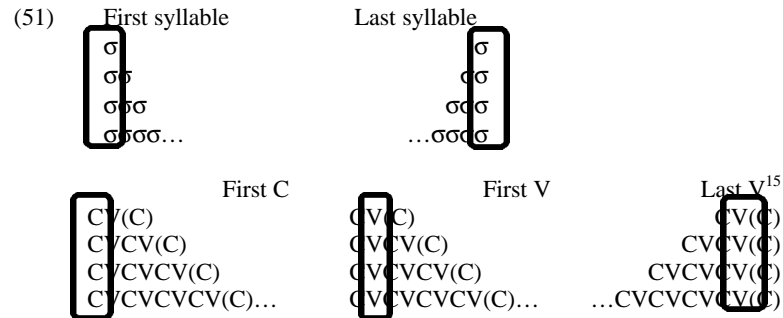 (51) First syllable Last syllable
σ σ
σσ σσ
σσσ σσσ
σσσσ… …σσσσ
First C First V Last V15
CV(C) CV(C) CV(C)
CVCV(C) CVCV(C) CVCV(C)
CVCVCV(C) CVCVCV(C) CVCVCV(C)
CVCVCVCV(C)… CVCVCVCV(C)… …CVCVCVCV(C)